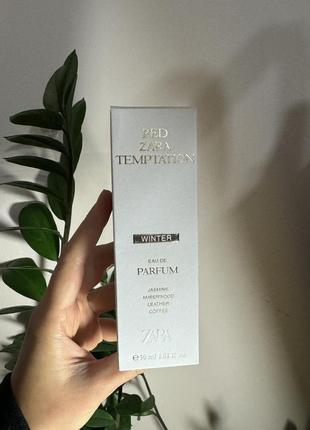 RED
ZARA
TEMPTATION
WINTER
EAU DE
PARFUM
JASMINE
AMBERWOOD
LEATHER
COFFEE
ZARA